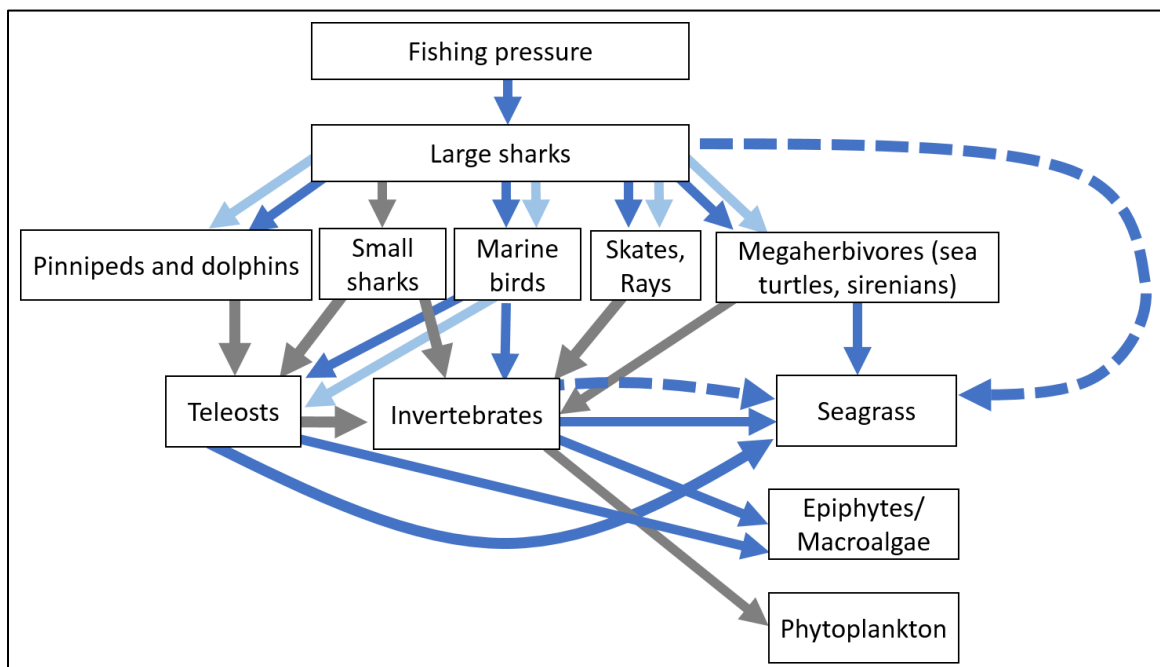 Fishing pressure
Large sharks
Pinnipeds and dolphins
Small
sharks
Marine
birds
Skates,
Rays
Megaherbivores (sea
turtles, sirenians)
Teleosts
Invertebrates
Seagrass
Epiphytes/
Macroalgae
Phytoplankton